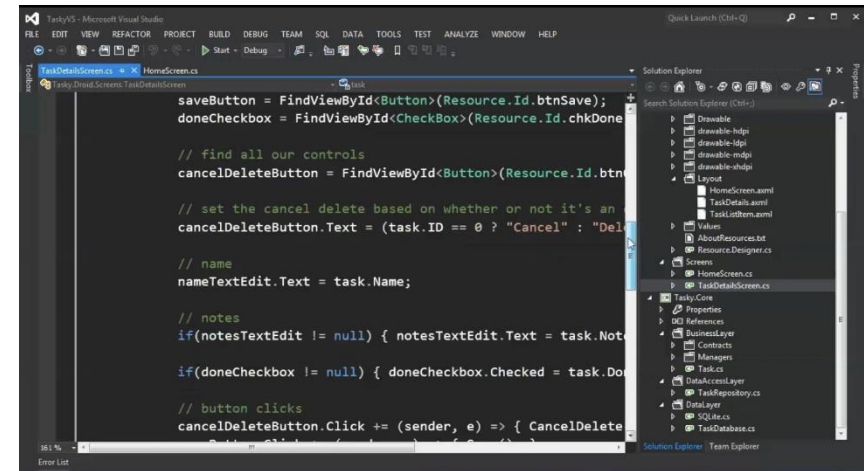 TaskyVS - Microsoft Visual Studio
Quick Launch (Ctrl+Q)
FILE EDIT VIEW REFACTOR PROJECT BUILD DEBUG TEAM SQL DATA TOOLS TEST ANALYZE WINDOW HELP
Start - Debug
TaskDetailsScreen.cs HomeScreen.cs
Tasky.Droid.Screens.TaskDetailsScreen task
saveButton = FindViewById<Button>(Resource.Id.btnSave);
doneCheckbox = FindViewById<CheckBox>(Resource.Id.chkDone
// find all our controls
cancelDeleteButton = FindViewById<Button>(Resource.Id.btn
// set the cancel delete based on whether or not it's an
cancelDeleteButton.Text = (task.ID == 0 ? "Cancel" : "Del
// name
nameTextEdit.Text = task.Name;
// notes
if(notesTextEdit != null) { notesTextEdit.Text = task.Not
if(doneCheckbox != null) { doneCheckbox.Checked = task.Do
// button clicks
cancelDeleteButton.Click += (sender, e) => { CancelDelete
161 %
Error List
Solution Explorer
Search Solution Explorer (Ctrl+;)
Drawable
drawable-hdpi
drawable-ldpi
drawable-mdpi
drawable-xhdpi
Layout
HomeScreen.axml
TaskDetails.axml
TaskListItem.axml
Values
AboutResources.txt
Resource.Designer.cs
Screens
HomeScreen.cs
TaskDetailsScreen.cs
Tasky.Core
Properties
References
BusinessLayer
Contracts
Managers
Task.cs
DataAccessLayer
TaskRepository.cs
DataLayer
SQLite.cs
TaskDatabase.cs
Solution Explorer Team Explorer
Properties
Toolbox